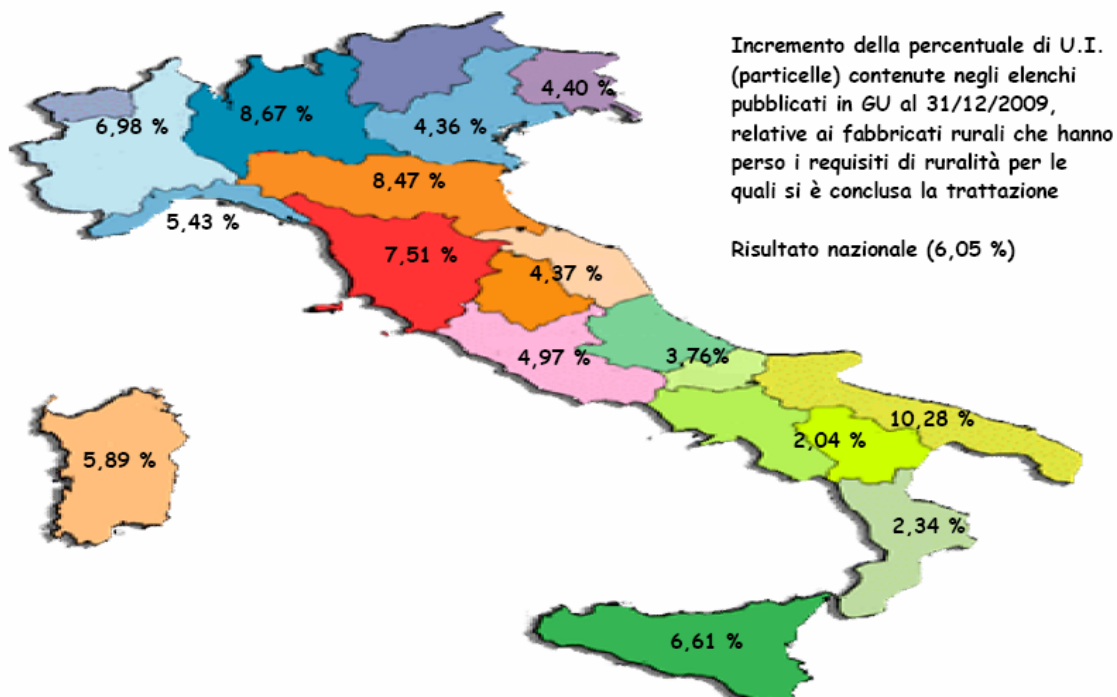 Incremento della percentuale di U.I.
(particelle) contenute negli elenchi
pubblicati in GU al 31/12/2009,
relative ai fabbricati rurali che hanno
perso i requisiti di ruralità per le
quali si è conclusa la trattazione
Risultato nazionale (6,05 %)
4,40 %
8,67 %
6,98 %
4,36 %
8,47 %
5,43 %
7,51 %
4,37 %
4,97 %
3,76%
10,28 %
2,04 %
5,89 %
2,34 %
6,61 %